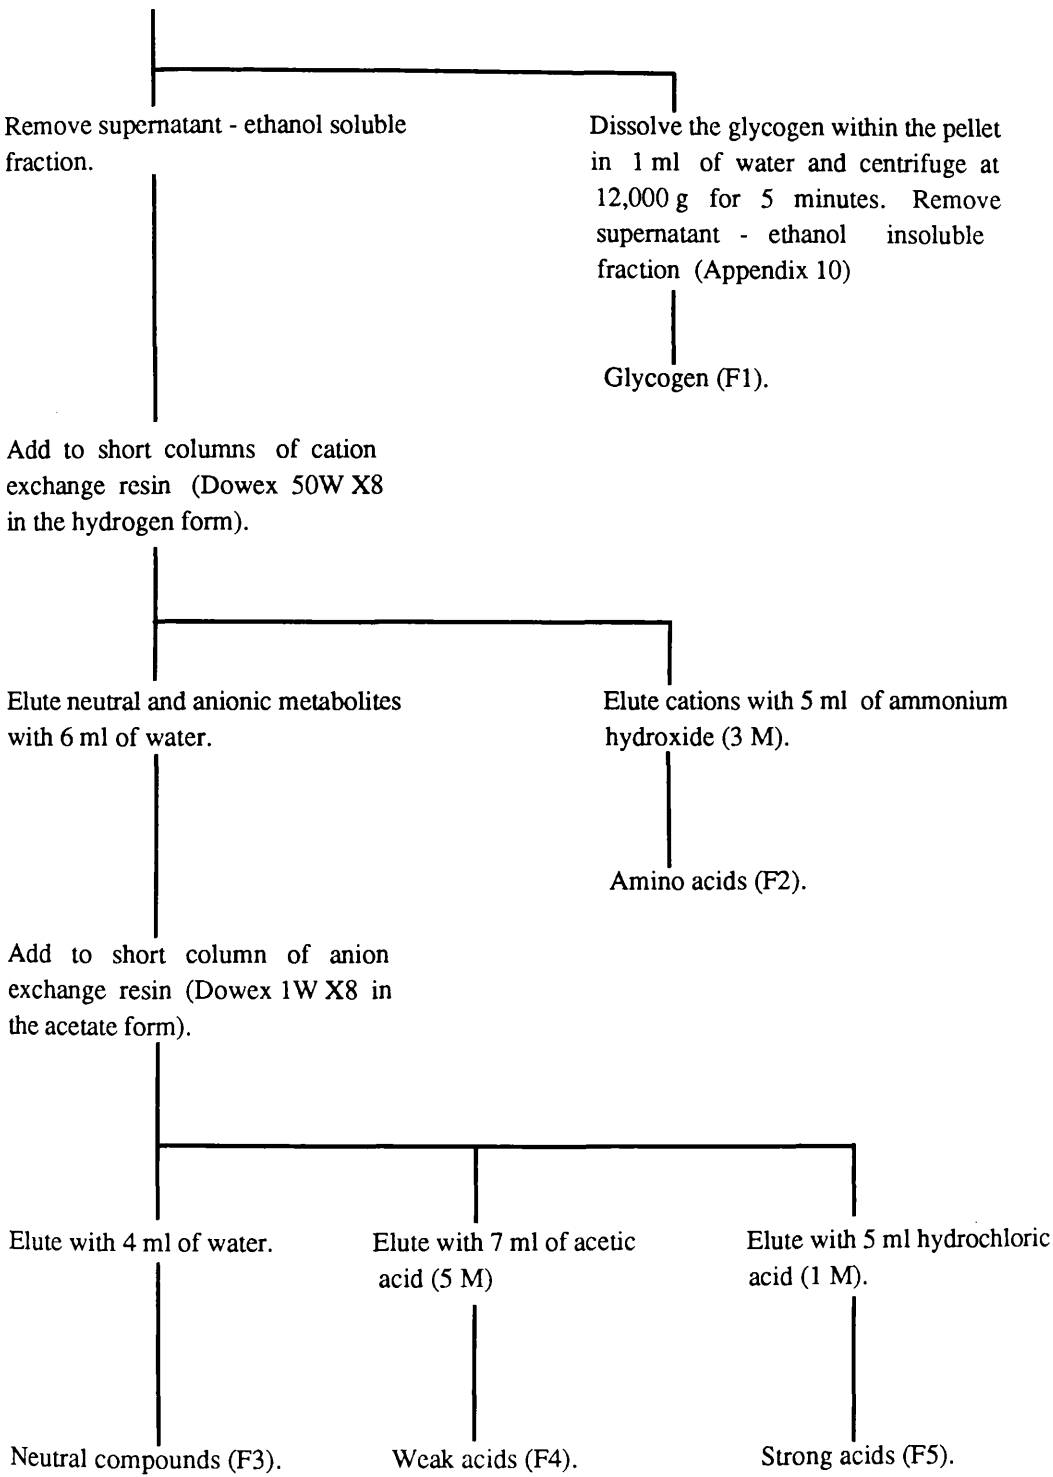 Remove supernatant - ethanol soluble
fraction.
Dissolve the glycogen within the pellet
in 1 ml of water and centrifuge at
12,000 g for 5 minutes. Remove
supernatant - ethanol insoluble
fraction (Appendix 10)
Glycogen (F1).
Add to short columns of cation
exchange resin (Dowex 50W X8
in the hydrogen form).
Elute neutral and anionic metabolites
with 6 ml of water.
Elute cations with 5 ml of ammonium
hydroxide (3 M).
Amino acids (F2).
Add to short column of anion
exchange resin (Dowex 1W X8 in
the acetate form).
Elute with 4 ml of water.
Elute with 7 ml of acetic
acid (5 M)
Elute with 5 ml hydrochloric
acid (1 M).
Neutral compounds (F3).
Weak acids (F4).
Strong acids (F5).